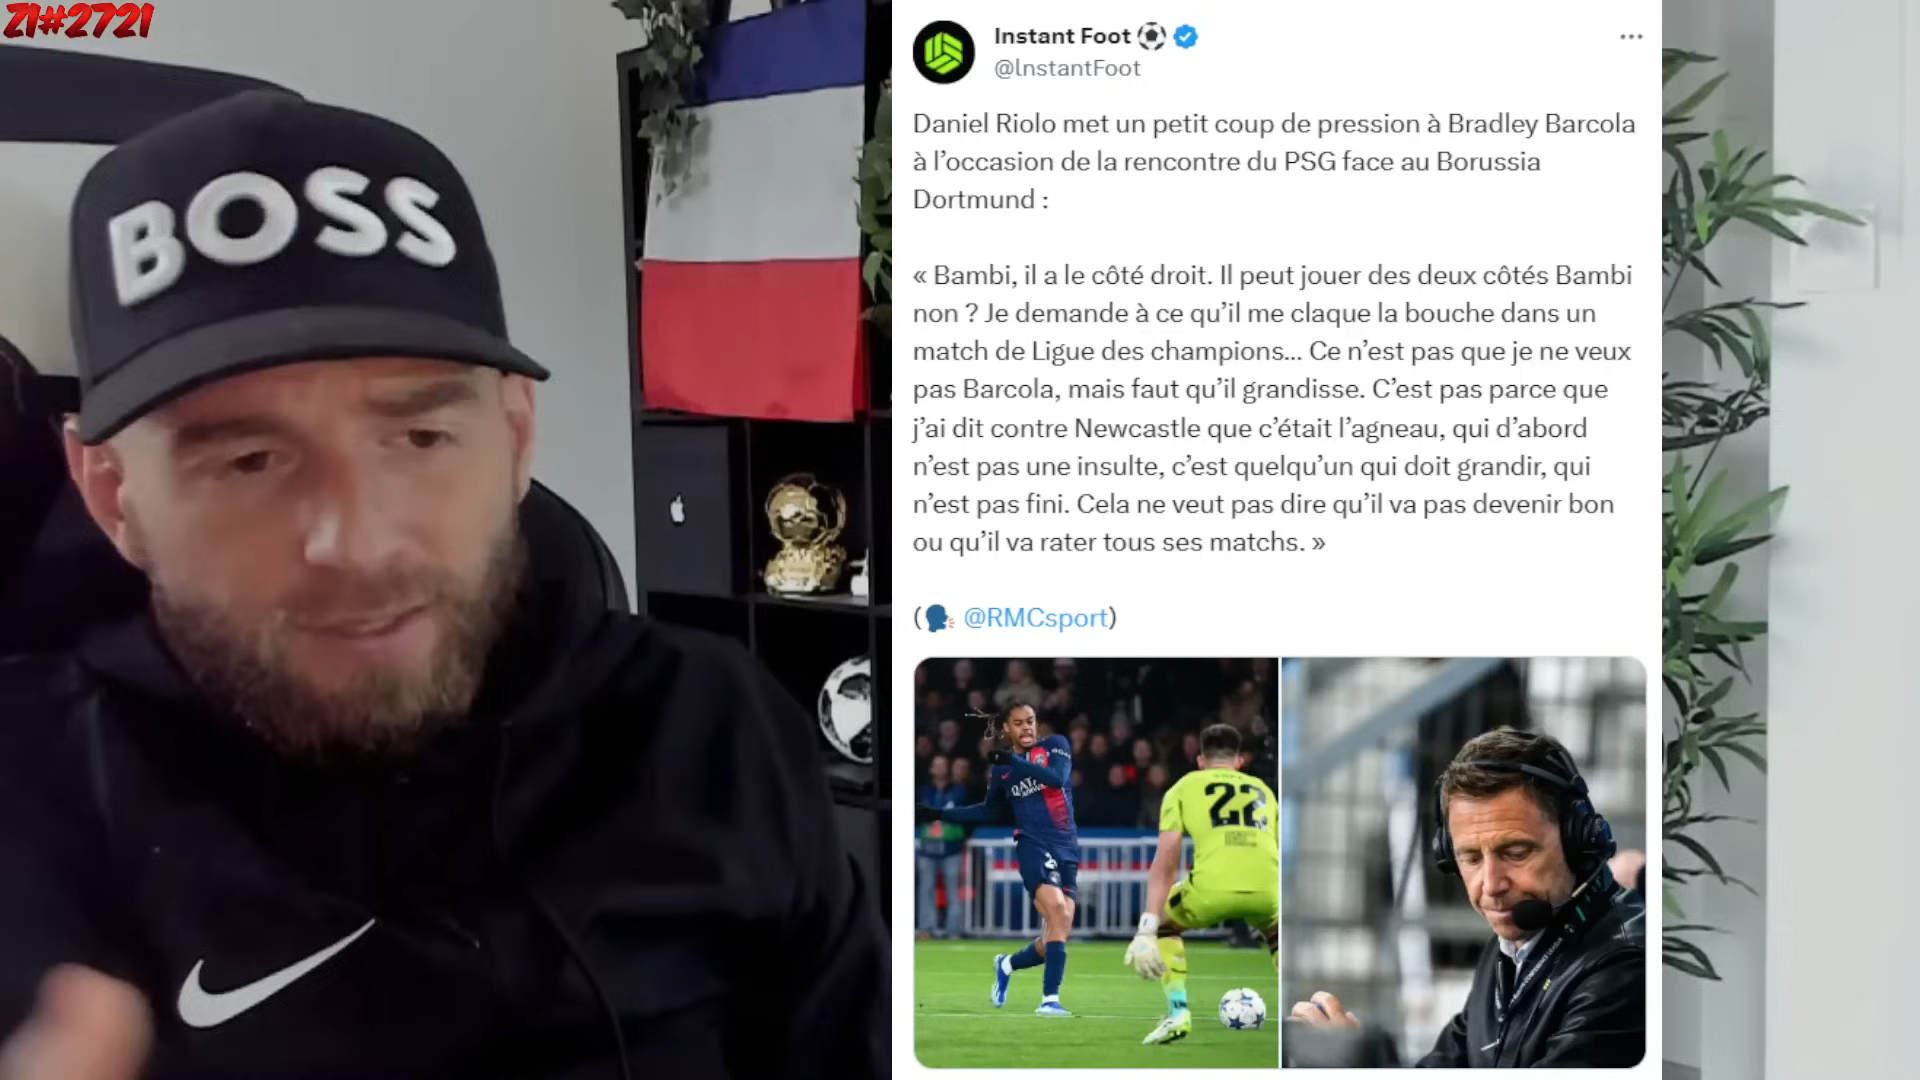 Z1#2721
BOSS
Instant Foot
@lnstantFoot
Daniel Riolo met un petit coup de pression à Bradley Barcola
à l’occasion de la rencontre du PSG face au Borussia
Dortmund :
« Bambi, il a le côté droit. Il peut jouer des deux côtés Bambi
non ? Je demande à ce qu’il me claque la bouche dans un
match de Ligue des champions... Ce n’est pas que je ne veux
pas Barcola, mais faut qu’il grandisse. C’est pas parce que
j’ai dit contre Newcastle que c’était l’agneau, qui d’abord
n’est pas une insulte, c’est quelqu’un qui doit grandir, qui
n’est pas fini. Cela ne veut pas dire qu’il va pas devenir bon
ou qu’il va rater tous ses matchs. »
(🗣 @RMCsport)
22